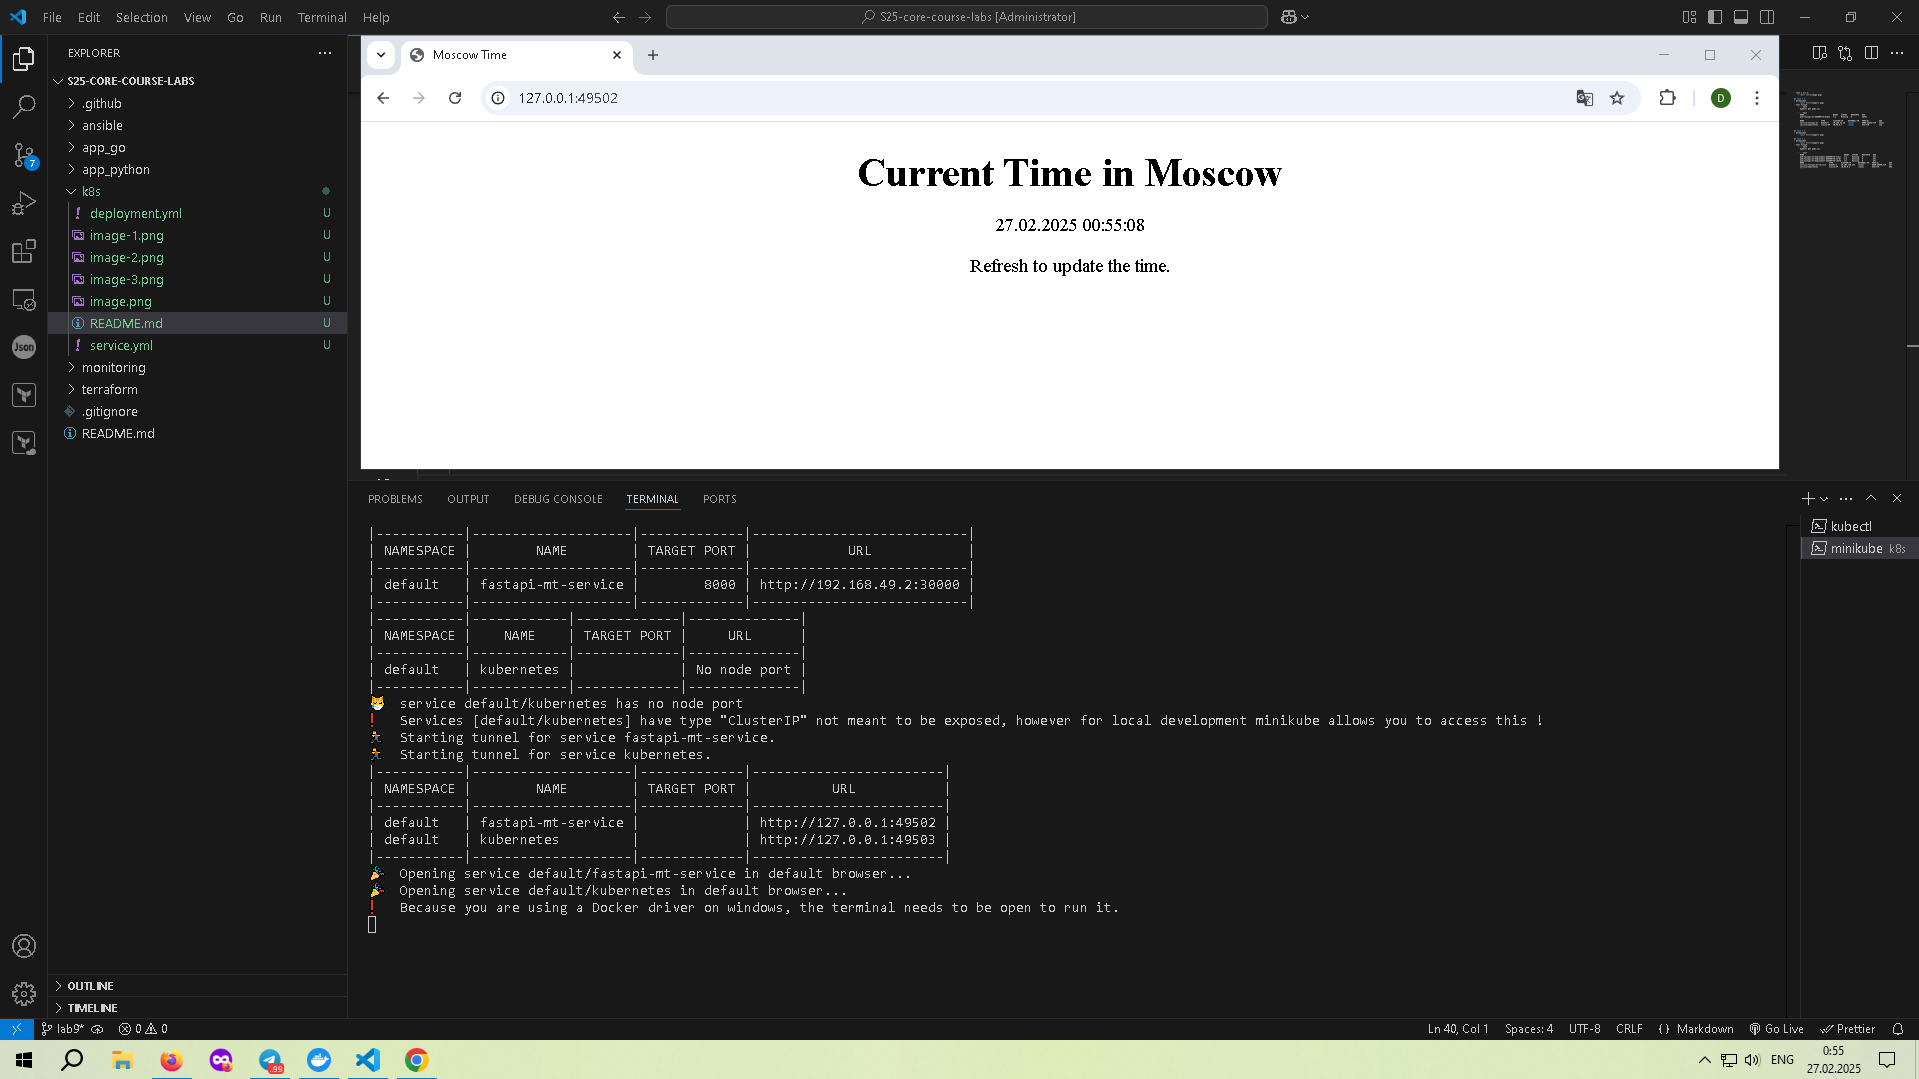 File Edit Selection View Go Run Terminal Help
S25-core-course-labs [Administrator]
EXPLORER
S25-CORE-COURSE-LABS
.github
ansible
app_go
app_python
k8s
deployment.yml U
image-1.png U
image-2.png U
image-3.png U
image.png U
README.md U
service.yml U
monitoring
terraform
.gitignore
README.md
7
Json
OUTLINE
TIMELINE
Moscow Time
127.0.0.1:49502
D
Current Time in Moscow
27.02.2025 00:55:08
Refresh to update the time.
PROBLEMS OUTPUT DEBUG CONSOLE TERMINAL PORTS
kubectl
minikube k8s
|-----------|--------------------|-------------|---------------------------|
| NAMESPACE | NAME | TARGET PORT | URL |
|-----------|--------------------|-------------|---------------------------|
| default | fastapi-mt-service | 8000 | http://192.168.49.2:30000 |
|-----------|--------------------|-------------|---------------------------|
|-----------|------------|-------------|--------------|
| NAMESPACE | NAME | TARGET PORT | URL |
|-----------|------------|-------------|--------------|
| default | kubernetes | | No node port |
|-----------|------------|-------------|--------------|
service default/kubernetes has no node port
Services [default/kubernetes] have type "ClusterIP" not meant to be exposed, however for local development minikube allows you to access this !
Starting tunnel for service fastapi-mt-service.
Starting tunnel for service kubernetes.
|-----------|--------------------|-------------|------------------------|
| NAMESPACE | NAME | TARGET PORT | URL |
|-----------|--------------------|-------------|------------------------|
| default | fastapi-mt-service | | http://127.0.0.1:49502 |
| default | kubernetes | | http://127.0.0.1:49503 |
|-----------|--------------------|-------------|------------------------|
Opening service default/fastapi-mt-service in default browser...
Opening service default/kubernetes in default browser...
Because you are using a Docker driver on windows, the terminal needs to be open to run it.
lab9* 0 0
Ln 40, Col 1 Spaces: 4 UTF-8 CRLF {} Markdown Go Live Prettier
.99
ENG
0:55
27.02.2025